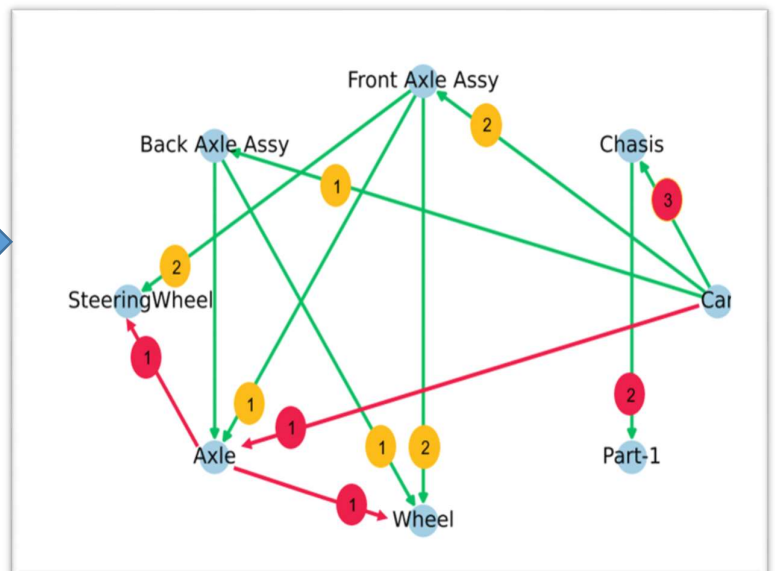 Front Axle Assy
2
Back Axle Assy
Chasis
1
3
2
SteeringWheel
Car
1
2
1
1
1
2
Axle
Part-1
1
Wheel